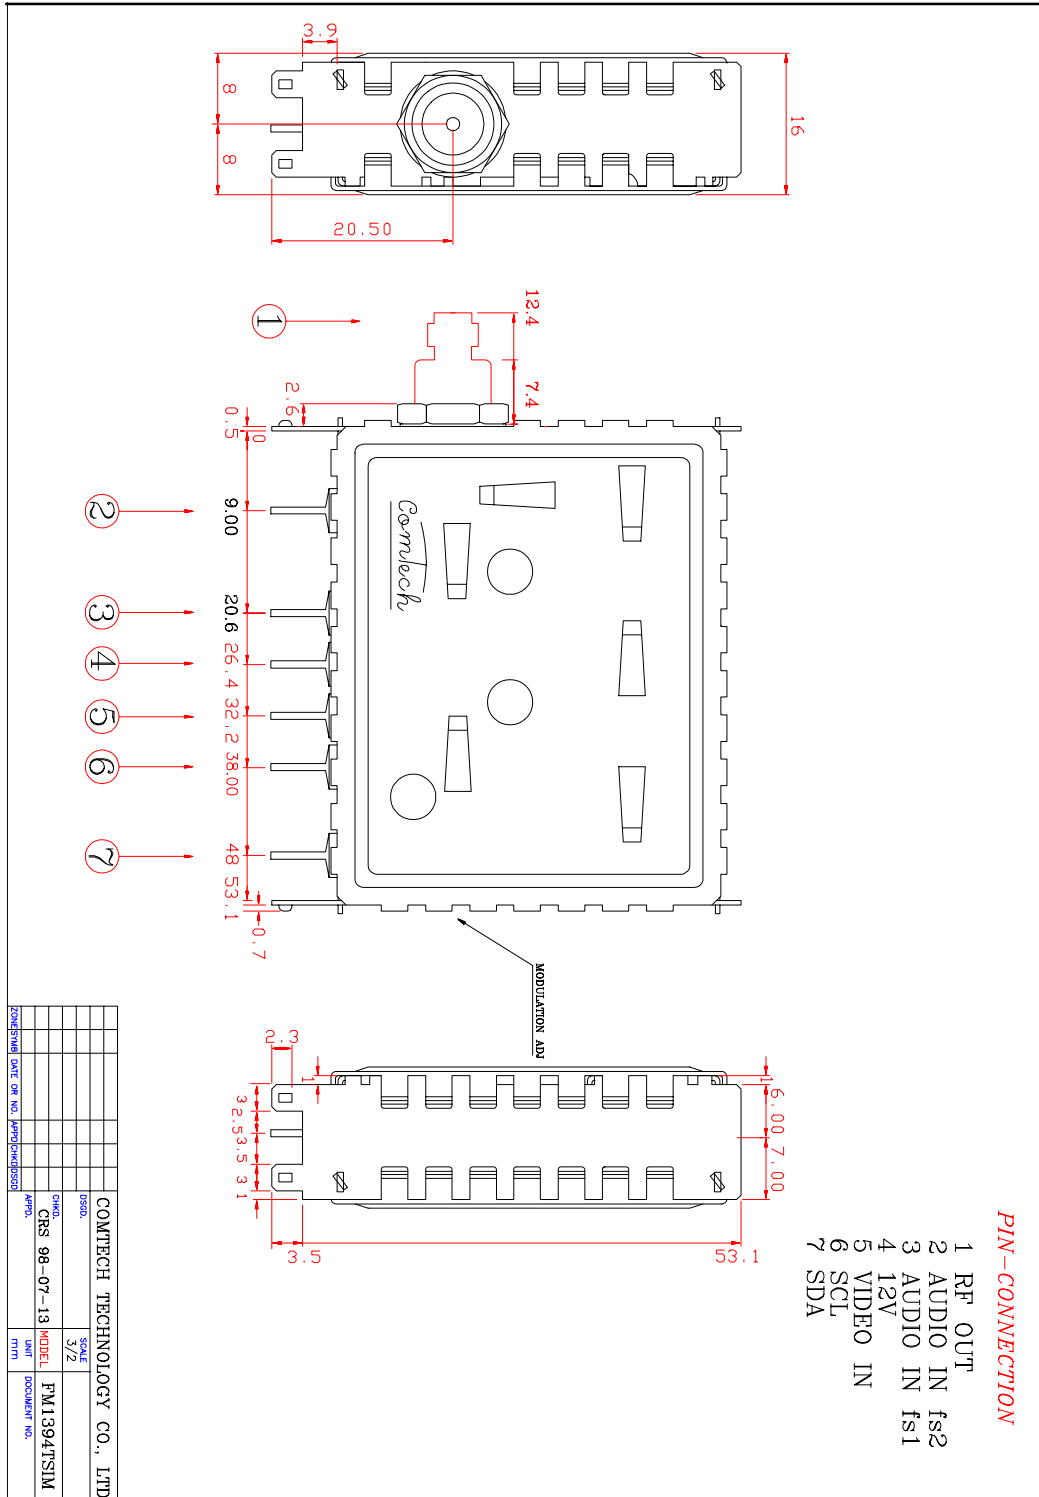 3.9
8
8
16
20.50
1
12.4
7.4
2.6
0.5
0
2
9.00
3
20.6
4
26.4
5
32.2
6
38.00
7
48
53.1
0.7
Comtech
MODULATION ADJ
2.3
1
3
2.5
3.5
3
1
1
6.00
7.00
3.5
53.1
PIN-CONNECTION
1 RF OUT
2 AUDIO IN fs2
3 AUDIO IN fs1
4 12V
5 VIDEO IN
6 SCL
7 SDA
COMTECH TECHNOLOGY CO., LTD
DSGD.
SCALE
3/2
CHKD.
CRS 98-07-13
MODEL
FM1394TSIM
APPD.
UNIT
mm
DOCUMENT NO.
ZONE SYMB DATE OR NO. APPD CHKD DSGD